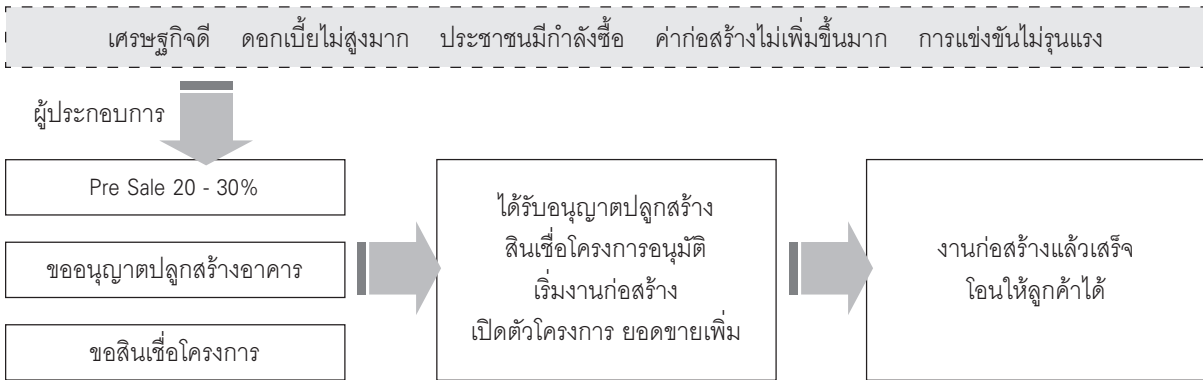 เศรษฐกิจดี ดอกเบี้ยไม่สูงมาก ประชาชนมีกำลังซื้อ ค่าก่อสร้างไม่เพิ่มขึ้นมาก การแข่งขันไม่รุนแรง
ผู้ประกอบการ
Pre Sale 20 - 30%
ขออนุญาตปลูกสร้างอาคาร
ขอสินเชื่อโครงการ
ได้รับอนุญาตปลูกสร้าง
สินเชื่อโครงการอนุมัติ
เริ่มงานก่อสร้าง
เปิดตัวโครงการ ยอดขายเพิ่ม
งานก่อสร้างแล้วเสร็จ
โอนให้ลูกค้าได้